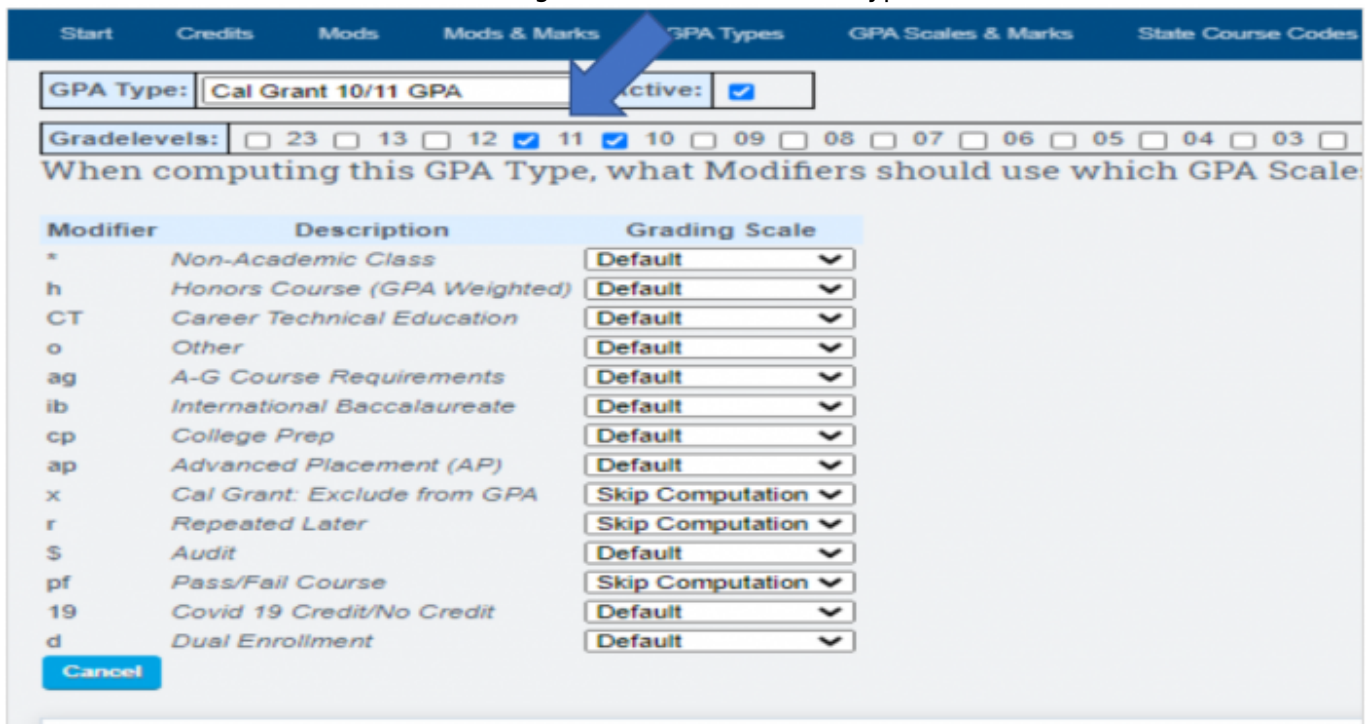 Start Credits Mods Mods & Marks GPA Types GPA Scales & Marks State Course Codes
GPA Type: Cal Grant 10/11 GPA Active:
Gradelevels: 23 13 12 11 10 09 08 07 06 05 04 03
When computing this GPA Type, what Modifiers should use which GPA Scale
Modifier Description Grading Scale
* Non-Academic Class Default
h Honors Course (GPA Weighted) Default
CT Career Technical Education Default
o Other Default
ag A-G Course Requirements Default
ib International Baccalaureate Default
cp College Prep Default
ap Advanced Placement (AP) Default
x Cal Grant: Exclude from GPA Skip Computation
r Repeated Later Skip Computation
$ Audit Default
pf Pass/Fail Course Skip Computation
19 Covid 19 Credit/No Credit Default
d Dual Enrollment Default
Cancel